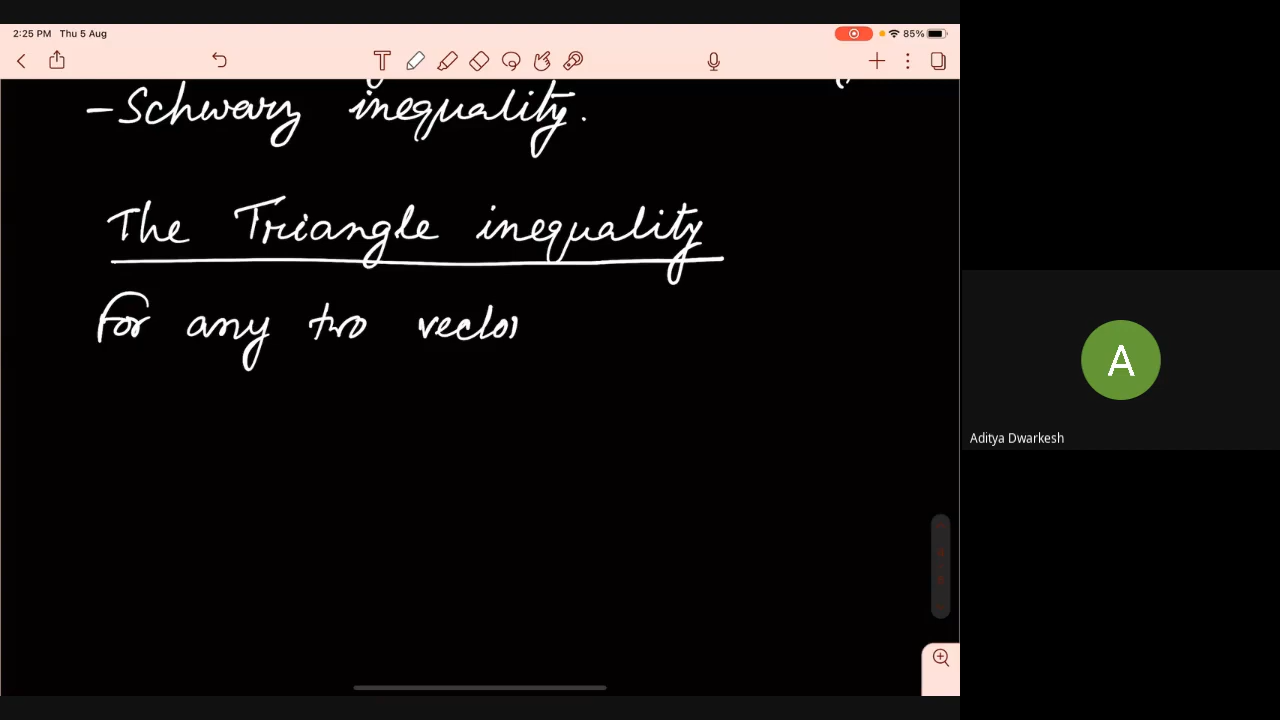 2:25 PM Thu 5 Aug
85%
- Schwarz inequality.
The Triangle inequality
For any two vector
A
Aditya Dwarkesh